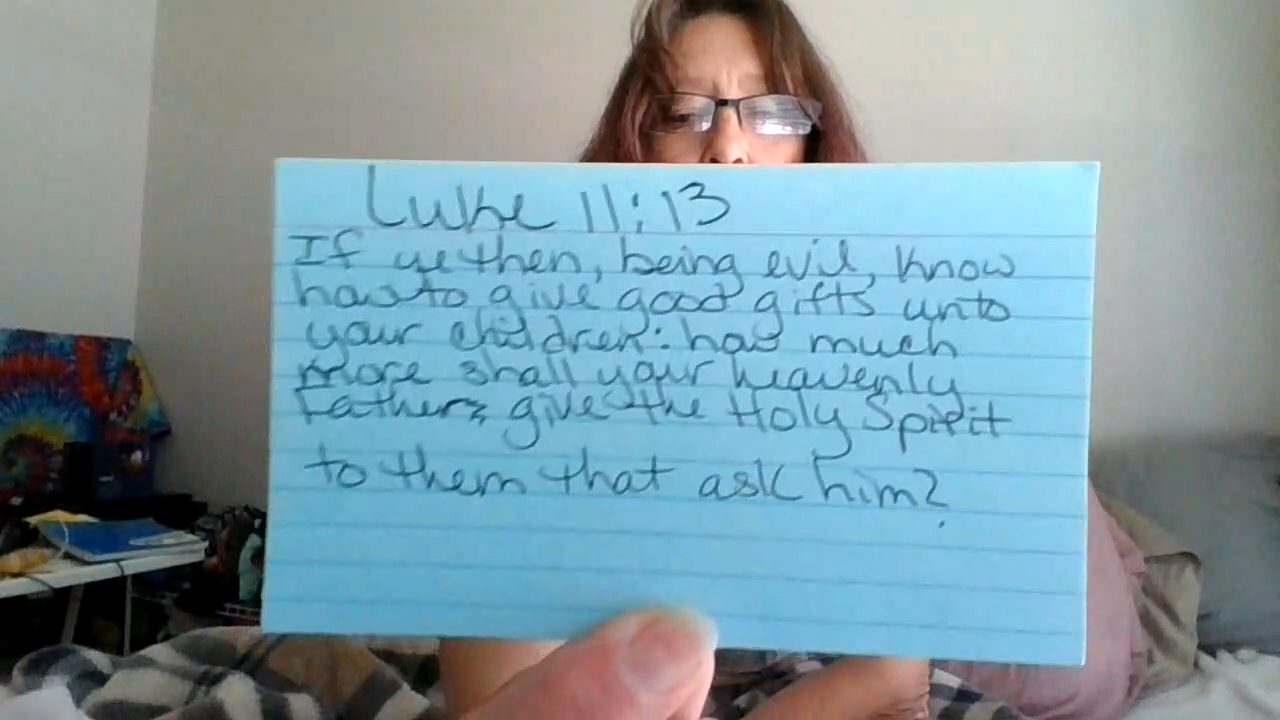 Luke 11:13
If ye then, being evil, know
how to give good gifts unto
your children: how much
more shall your heavenly
Father give the Holy Spirit
to them that ask him?